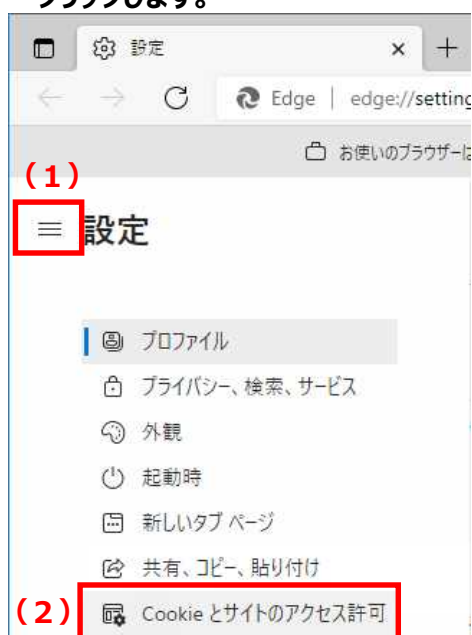 クリックします。
設定
Edge | edge://setting
お使いのブラウザーは
(1)
設定
プロファイル
プライバシー、検索、サービス
外観
起動時
新しいタブ ページ
共有、コピー、貼り付け
(2)
Cookie とサイトのアクセス許可